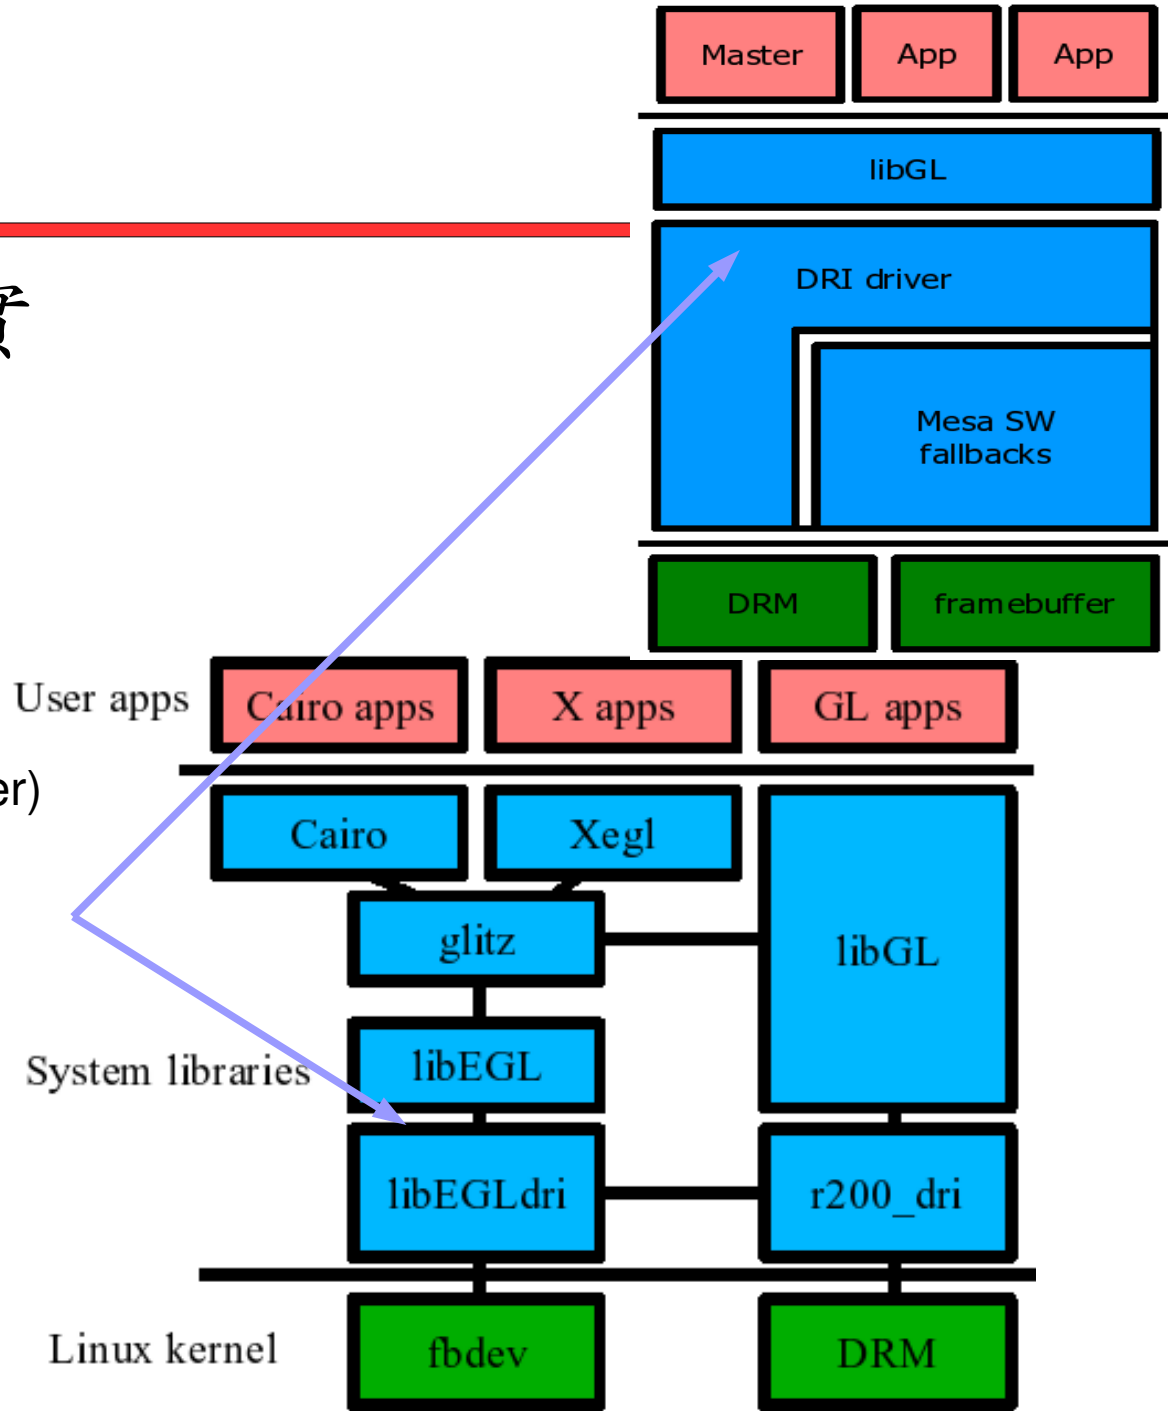 Master App App
libGL
DRI driver
Mesa SW
fallbacks
DRM framebuffer
User apps Cairo apps X apps GL apps
er)
Cairo Xegl
glitz libGL
System libraries libEGL
libEGLdri r200_dri
Linux kernel fbdev DRM